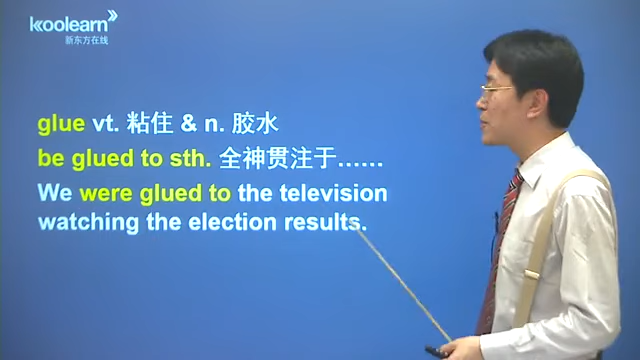 koolearn
新东方在线
glue vt. 粘住 & n. 胶水
be glued to sth. 全神贯注于……
We were glued to the television
watching the election results.